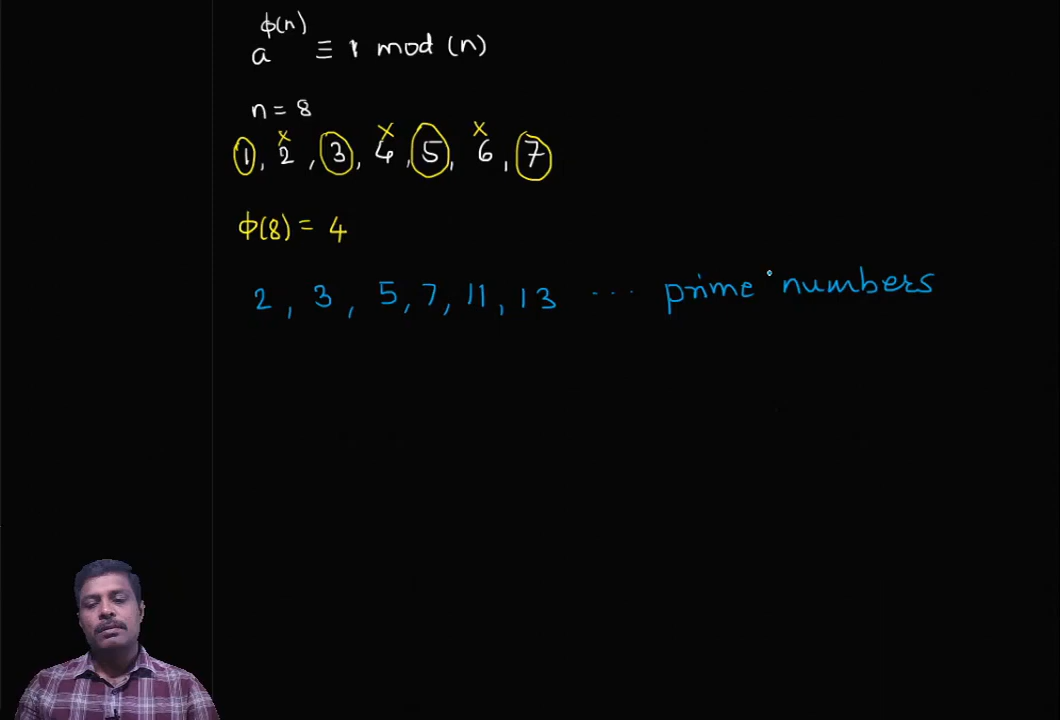 a^ϕ(n) ≡ 1 mod (n)
n = 8
1, 2, 3, 4, 5, 6, 7
x x x
ϕ(8) = 4
2, 3, 5, 7, 11, 13 ... prime numbers